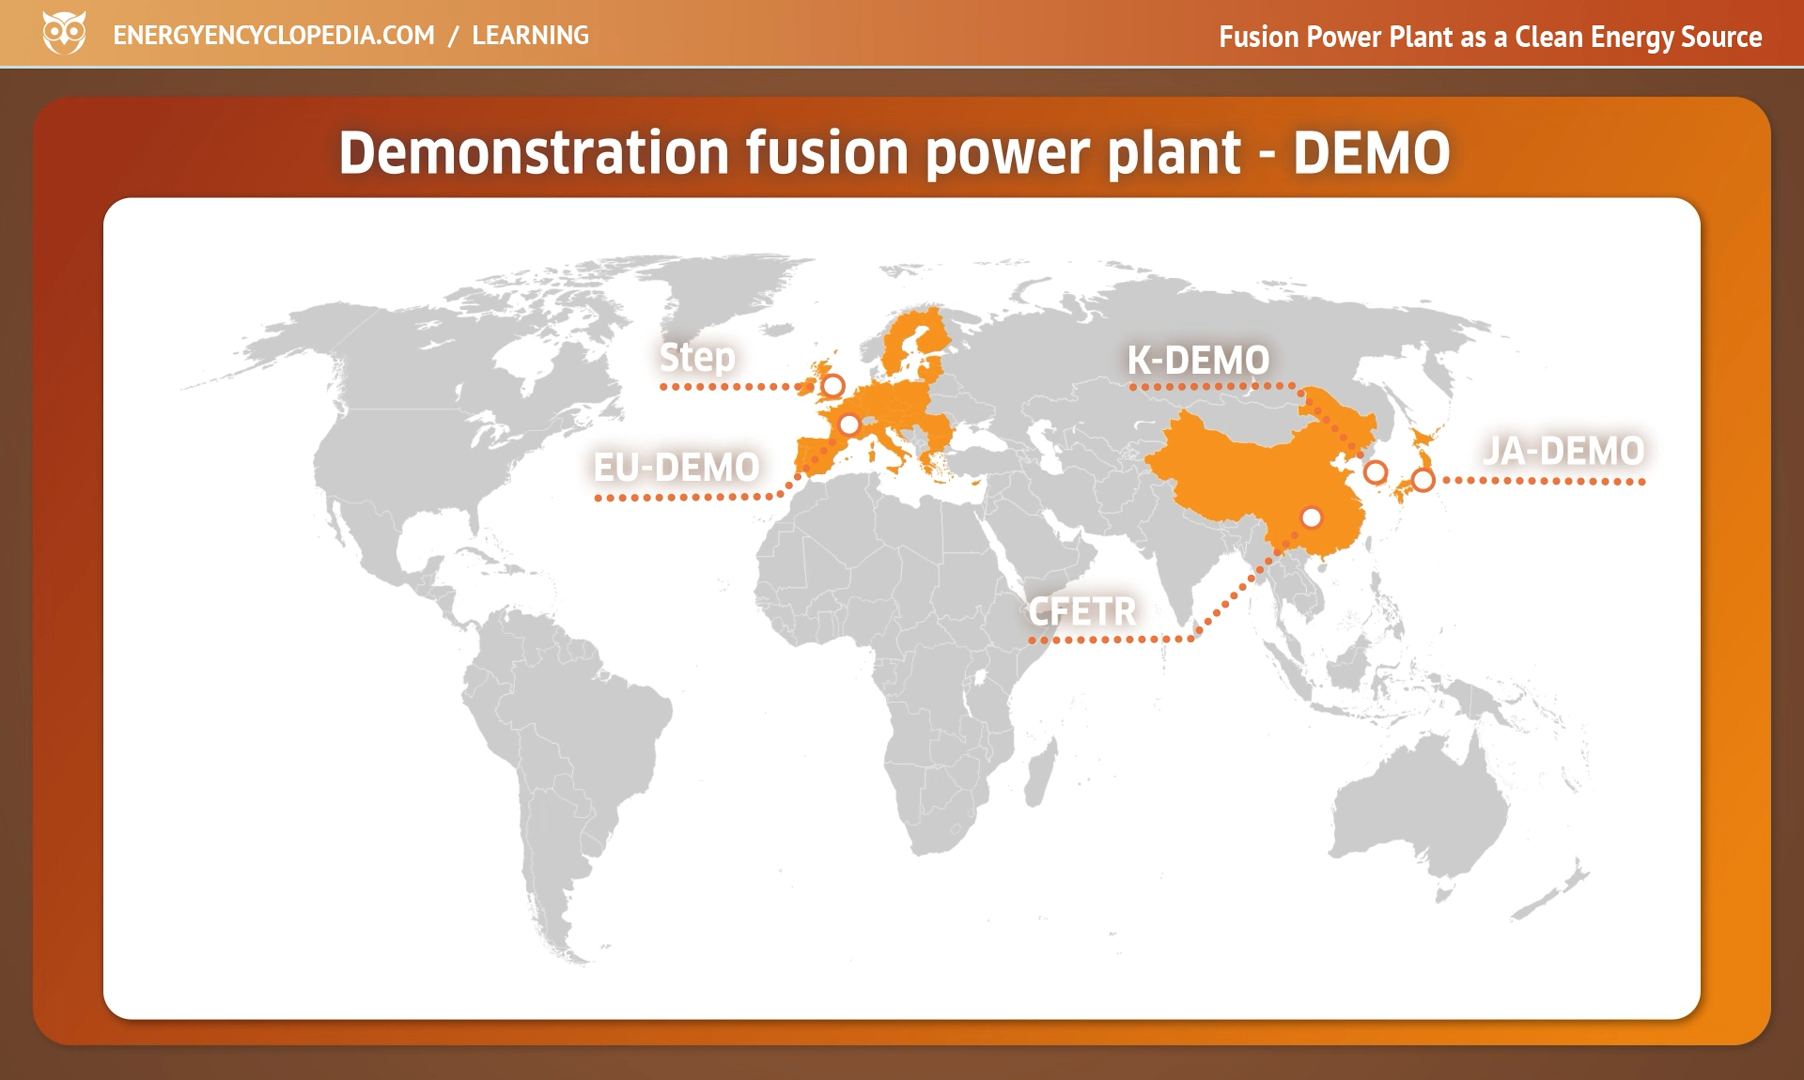 ENERGYENCYCLOPEDIA.COM / LEARNING
Fusion Power Plant as a Clean Energy Source
Demonstration fusion power plant - DEMO
Step
K-DEMO
EU-DEMO
JA-DEMO
CFETR